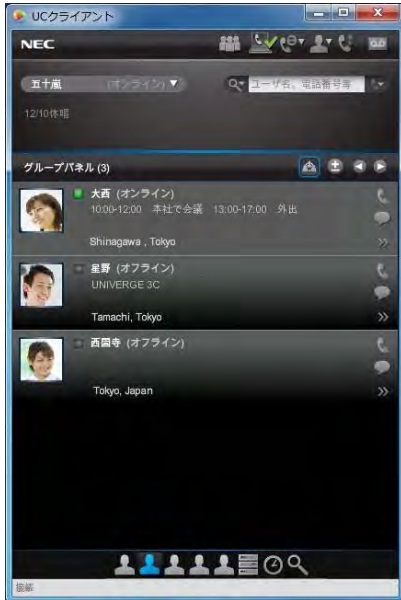 UCクライアント
NEC
五十嵐 (オンライン) ▼
ユーザ名、電話番号等
12/10休暇
グループパネル (3)
大西 (オンライン)
10:00-12:00 本社で会議 13:00-17:00 外出
Shinagawa , Tokyo
星野 (オフライン)
UNIVERGE 3C
Tamachi, Tokyo
西園寺 (オフライン)
Tokyo, Japan
接続